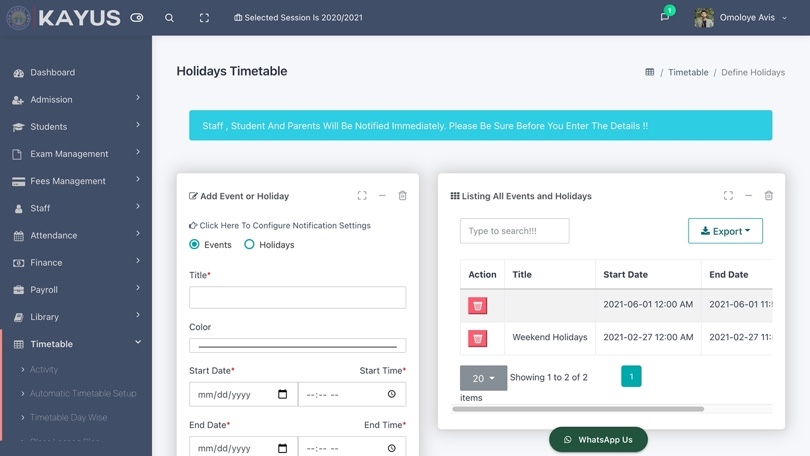 KAYUS
Selected Session Is 2020/2021
1
Omoloye Avis
Dashboard
Admission
Students
Exam Management
Fees Management
Staff
Attendance
Finance
Payroll
Library
Timetable
Activity
Automatic Timetable Setup
Timetable Day Wise
Holidays Timetable
Timetable / Define Holidays
Staff , Student And Parents Will Be Notified Immediately. Please Be Sure Before You Enter The Details !!
Add Event or Holiday
Click Here To Configure Notification Settings
Events Holidays
Title*
Color
Start Date* Start Time*
mm/dd/yyyy --:-- --
End Date* End Time*
mm/dd/yyyy --:-- --
Listing All Events and Holidays
Type to search!!!
Export
Action Title Start Date End Date
2021-06-01 12:00 AM 2021-06-01 11:
Weekend Holidays 2021-02-27 12:00 AM 2021-02-27 11:
20 Showing 1 to 2 of 2 1
items
WhatsApp Us